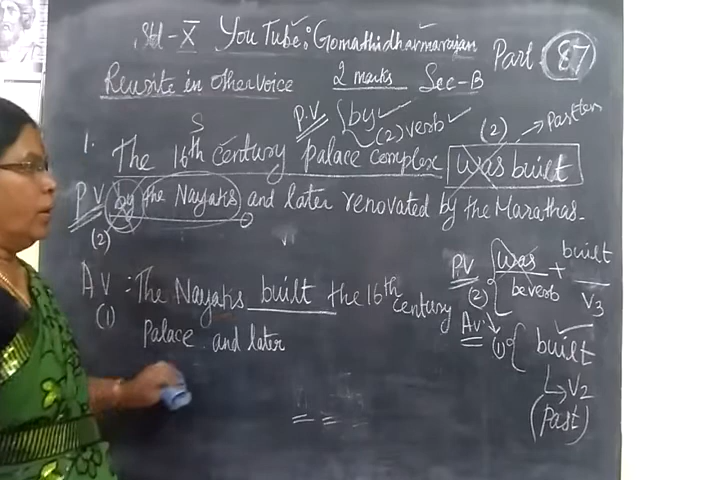 Std-X YouTube: Gomathidharmarajan Part 87
Rewrite in other voice 2 marks Sec-B
P.V by
(2) verb
S
(2) → Past ten
1. The 16th century palace complex was built
PV by the Nayaks and later renovated by the Marathas.
(2)
AV : The Nayaks built the 16th century
(1) Palace and later
PV was + built
(2) be verb V3
Av.
(1) built
V2
(Past)